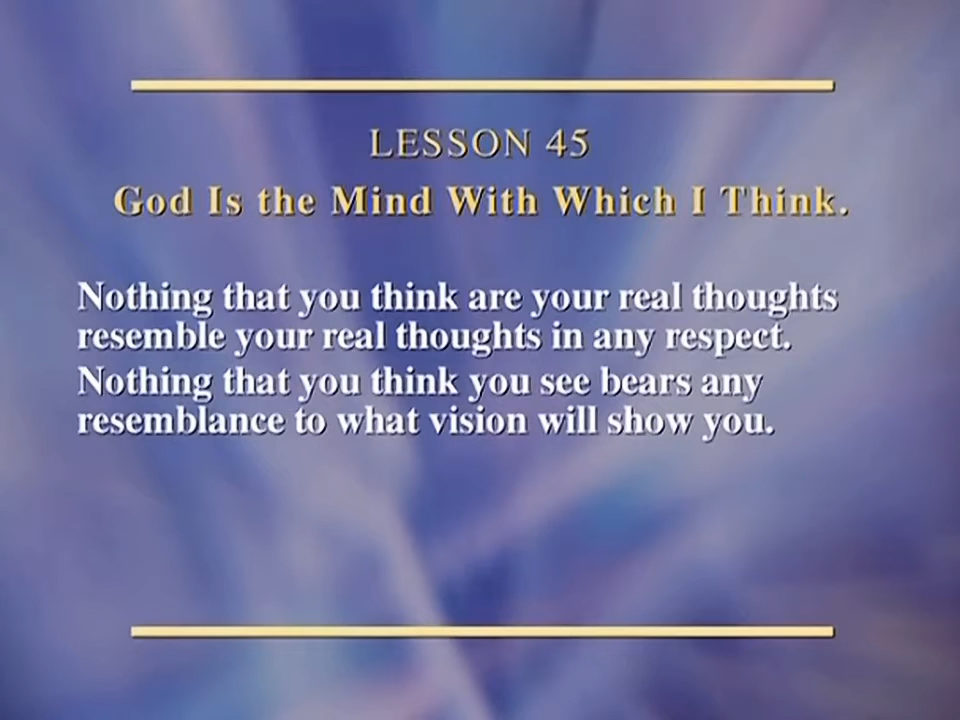 LESSON 45
God Is the Mind With Which I Think.
Nothing that you think are your real thoughts
resemble your real thoughts in any respect.
Nothing that you think you see bears any
resemblance to what vision will show you.